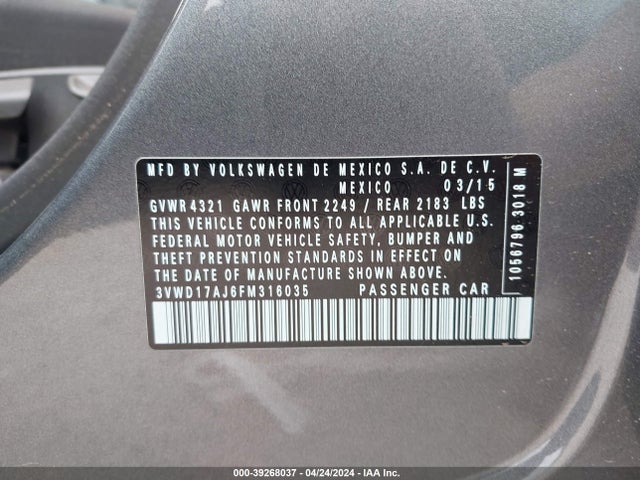 MFD BY VOLKSWAGEN DE MEXICO S.A. DE C.V.
MEXICO 03/15
GVWR 4321 GAWR FRONT 2249 / REAR 2183 LBS
THIS VEHICLE CONFORMS TO ALL APPLICABLE U.S.
FEDERAL MOTOR VEHICLE SAFETY, BUMPER AND
THEFT PREVENTION STANDARDS IN EFFECT ON THE
DATE OF MANUFACTURE SHOWN ABOVE.
3VWD17AJ6FM316035 PASSENGER CAR
1056796 3018 M
000-39268037 / 04/24/2024 / IAA Inc.